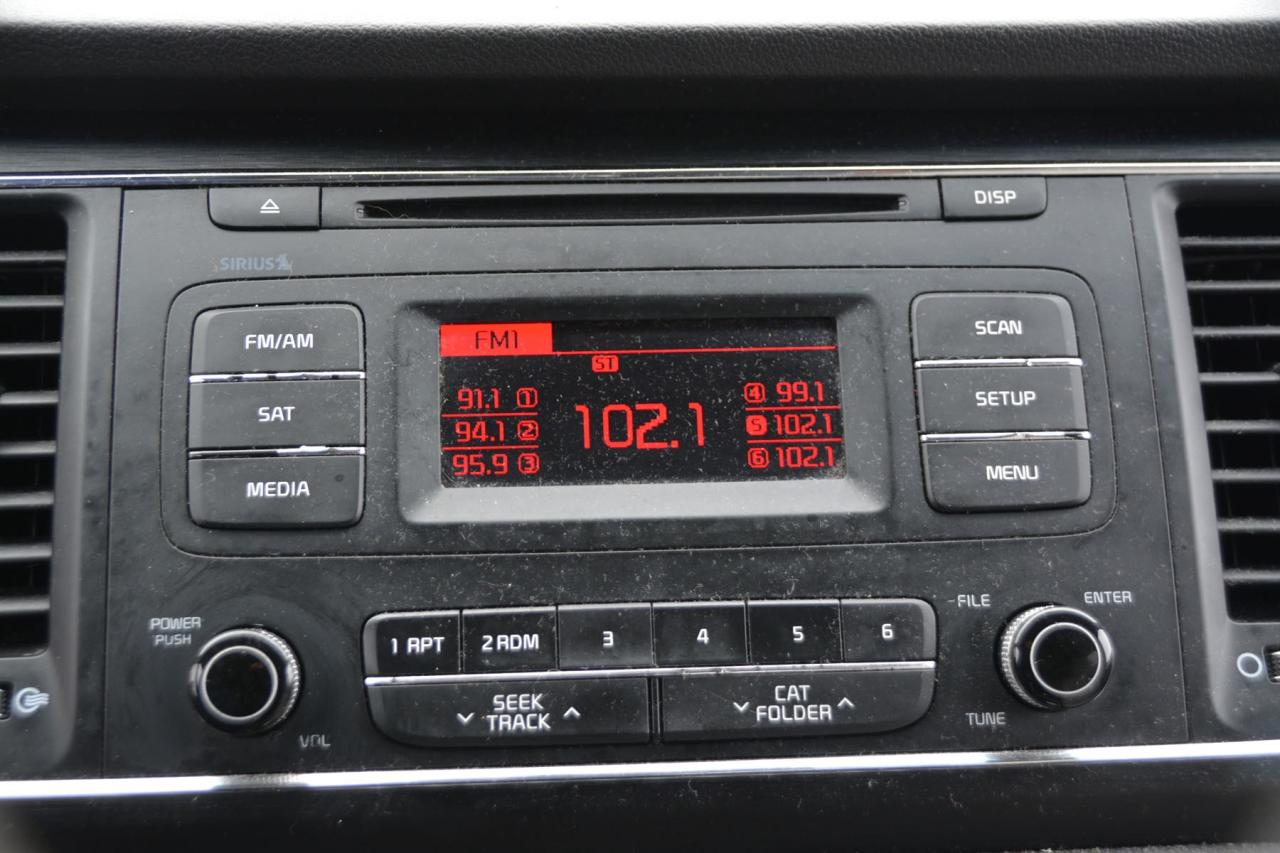 DISP
SIRIUS
FM/AM
SAT
MEDIA
FM1
ST
91.1 1
94.1 2
95.9 3
102.1
4 99.1
5 102.1
6 102.1
SCAN
SETUP
MENU
POWER
PUSH
VOL
1 RPT
2 RDM
3
4
5
6
SEEK
TRACK
CAT
FOLDER
FILE
ENTER
TUNE